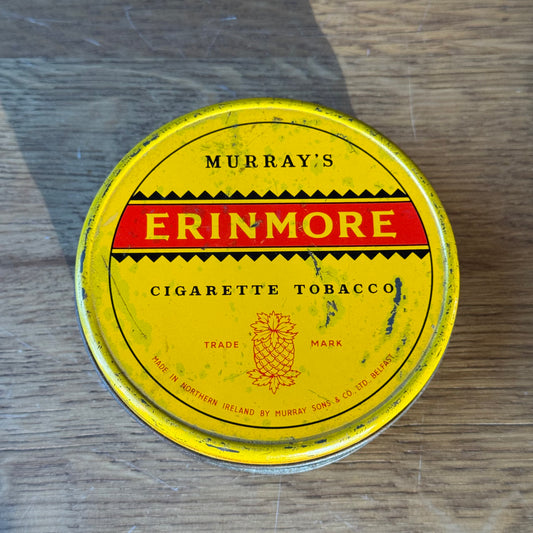 MURRAY'S
ERINMORE
CIGARETTE TOBACCO
TRADE MARK
MADE IN NORTHERN IRELAND BY MURRAY SONS & CO. LTD. BELFAST